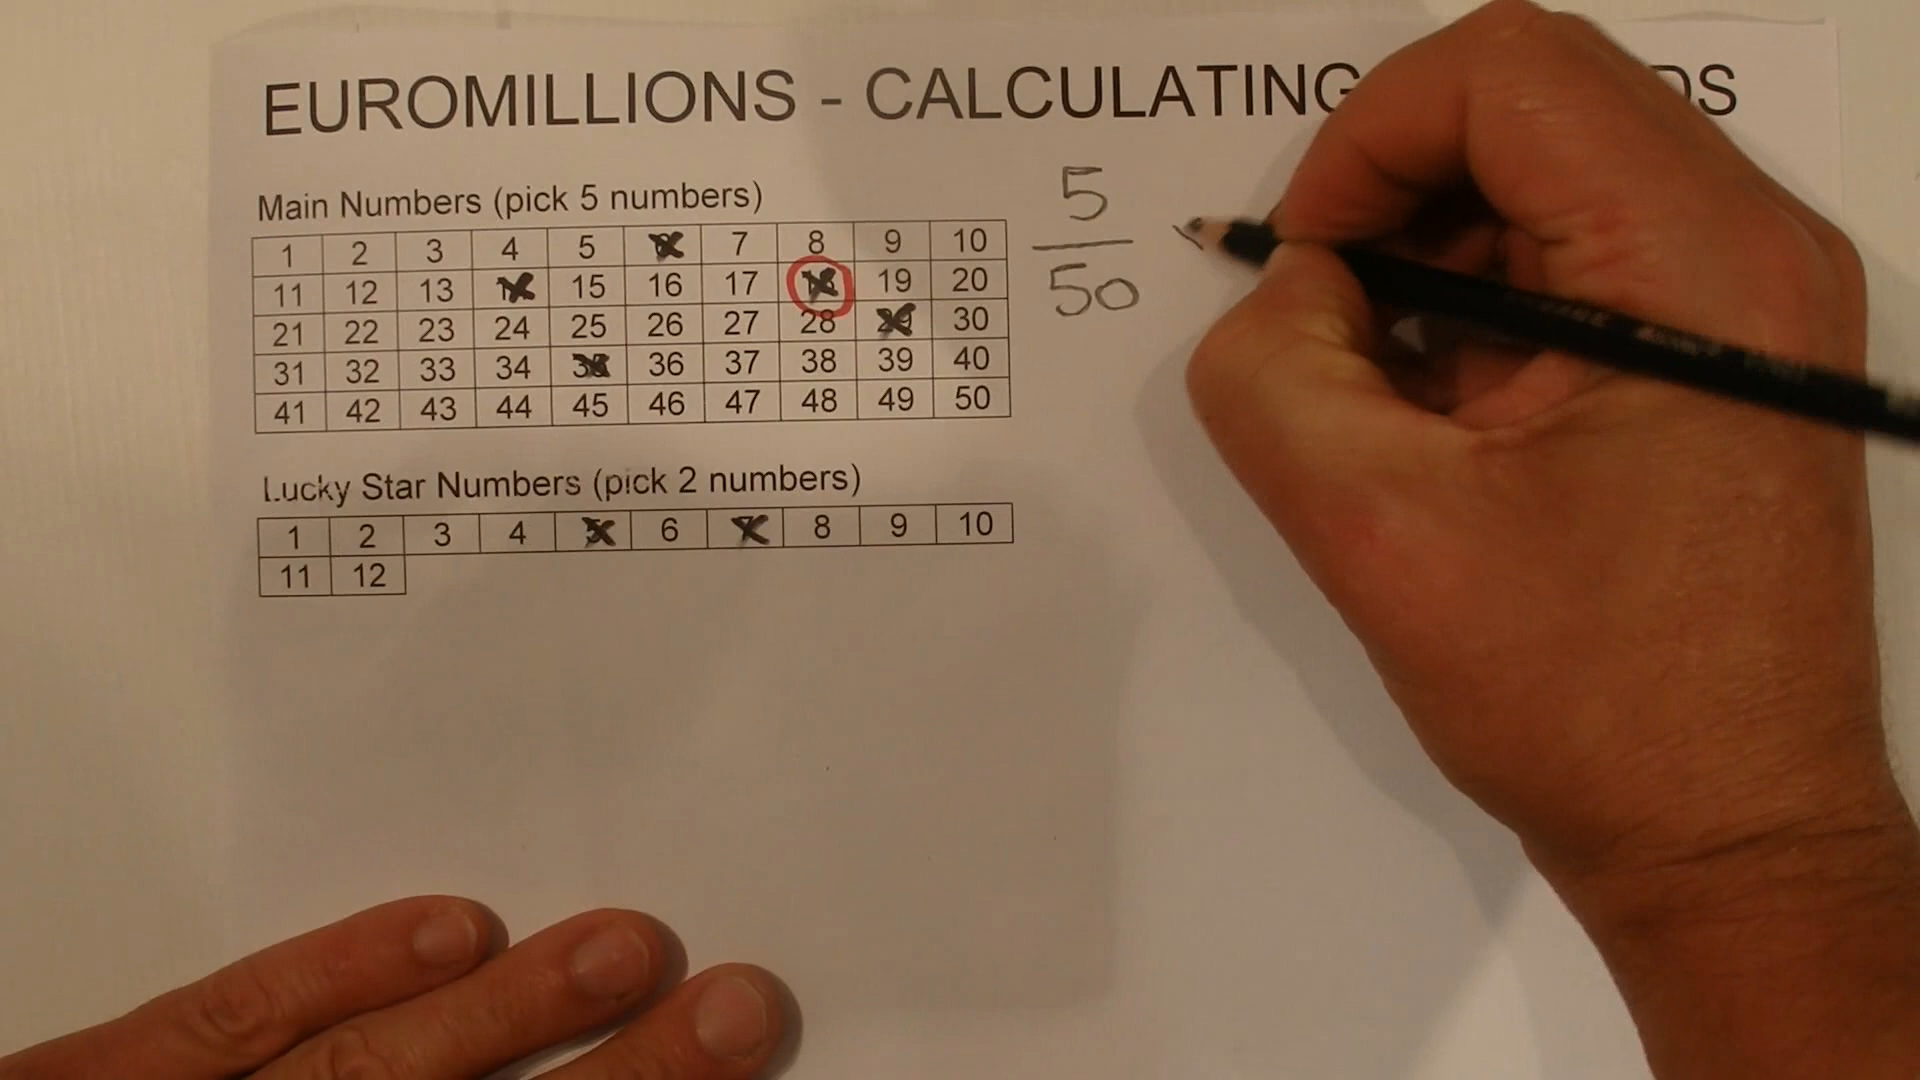 EUROMILLIONS - CALCULATING
Main Numbers (pick 5 numbers)
1 2 3 4 5 7 8 9 10
11 12 13 15 16 17 19 20
21 22 23 24 25 26 27 28 29 30
31 32 33 34 36 37 38 39 40
41 42 43 44 45 46 47 48 49 50
5
50
Lucky Star Numbers (pick 2 numbers)
1 2 3 4 5 6 7 8 9 10
11 12